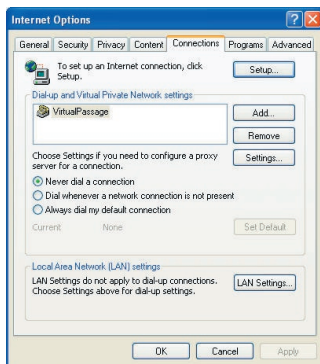 Internet Options
General Security Privacy Content Connections Programs Advanced
To set up an Internet connection, click
Setup.
Setup...
Dial-up and Virtual Private Network settings
VirtualPassage
Add...
Remove
Choose Settings if you need to configure a proxy
server for a connection.
Settings...
Never dial a connection
Dial whenever a network connection is not present
Always dial my default connection
Current None
Set Default
Local Area Network (LAN) settings
LAN Settings do not apply to dial-up connections.
Choose Settings above for dial-up settings.
LAN Settings...
OK Cancel Apply